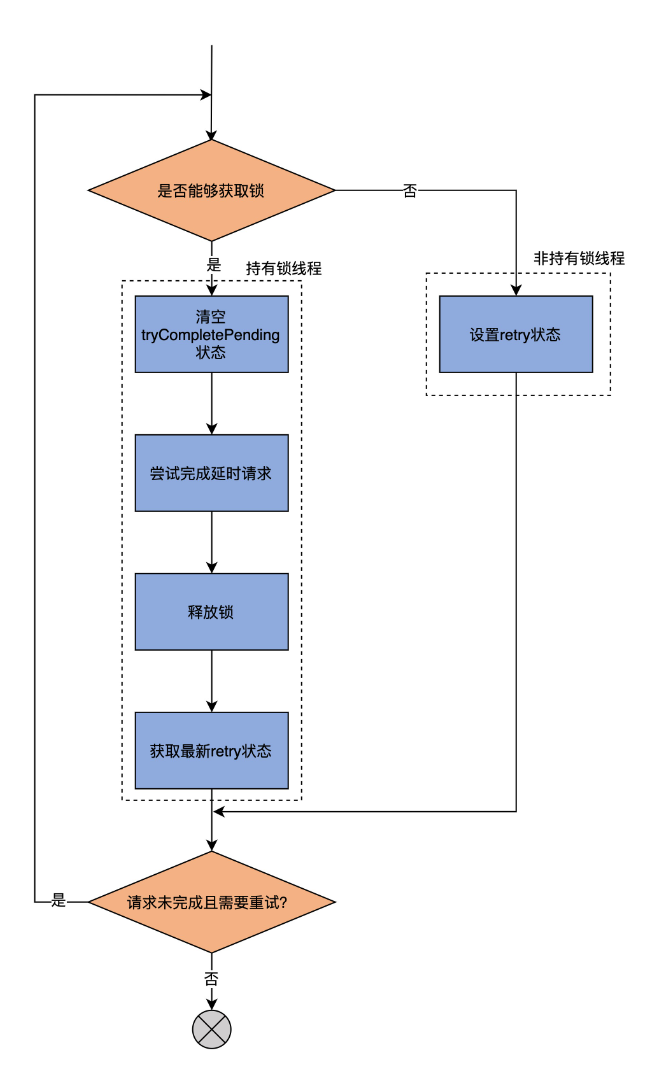 是否能够获取锁
否
是
持有锁线程
非持有锁线程
清空
tryCompletePending
状态
设置retry状态
尝试完成延时请求
释放锁
获取最新retry状态
请求未完成且需要重试?
是
否